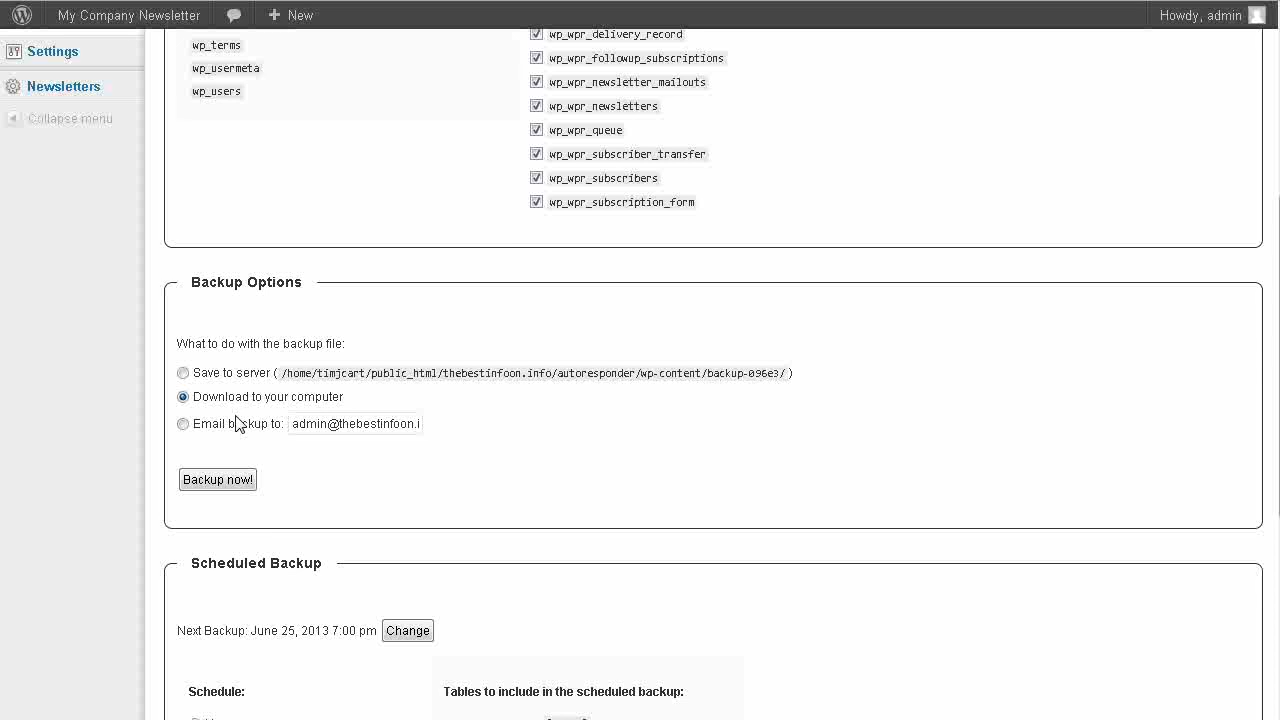 My Company Newsletter New Howdy, admin
Settings
Newsletters
Collapse menu
wp_terms
wp_usermeta
wp_users
wp_wpr_delivery_record
wp_wpr_followup_subscriptions
wp_wpr_newsletter_mailouts
wp_wpr_newsletters
wp_wpr_queue
wp_wpr_subscriber_transfer
wp_wpr_subscribers
wp_wpr_subscription_form
Backup Options
What to do with the backup file:
Save to server ( /home/timjcart/public_html/thebestinfoon.info/autoresponder/wp-content/backup-096e3/ )
Download to your computer
Email backup to: admin@thebestinfoon.i
Backup now!
Scheduled Backup
Next Backup: June 25, 2013 7:00 pm Change
Schedule:
Tables to include in the scheduled backup: